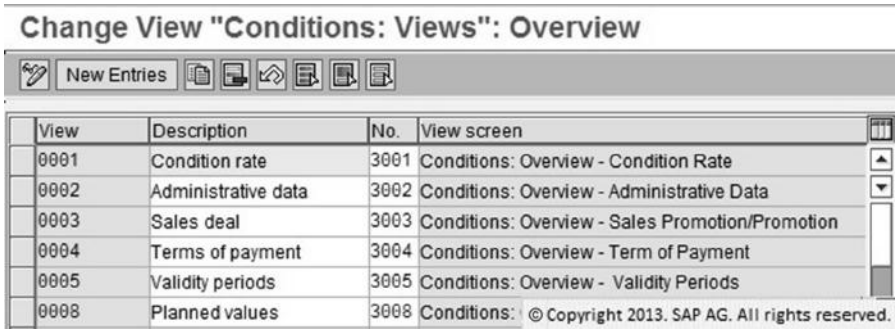 Change View "Conditions: Views": Overview
New Entries
View Description No. View screen
0001 Condition rate 3001 Conditions: Overview - Condition Rate
0002 Administrative data 3002 Conditions: Overview - Administrative Data
0003 Sales deal 3003 Conditions: Overview - Sales Promotion/Promotion
0004 Terms of payment 3004 Conditions: Overview - Term of Payment
0005 Validity periods 3005 Conditions: Overview - Validity Periods
0008 Planned values 3008 Conditions:
© Copyright 2013. SAP AG. All rights reserved.